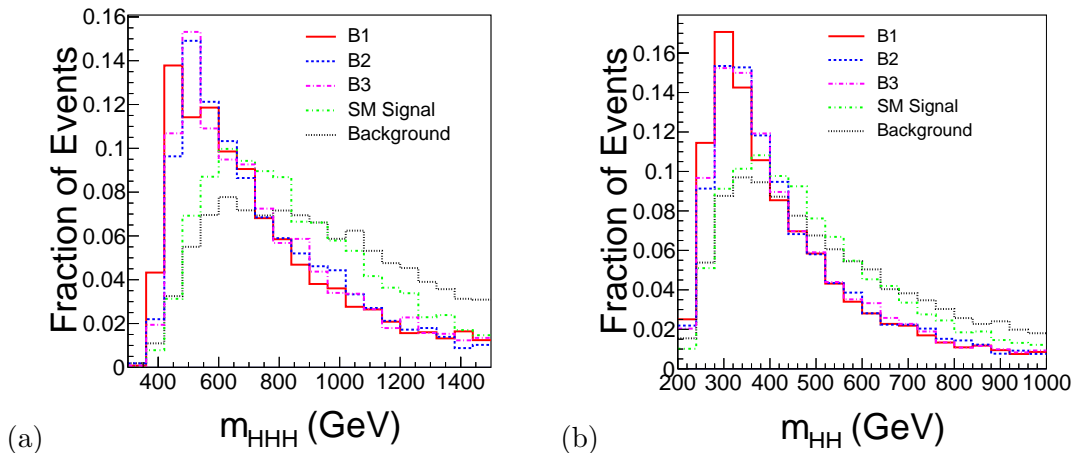 0.16
0.14
0.12
0.1
0.08
0.06
0.04
0.02
0
Fraction of Events
B1
B2
B3
SM Signal
Background
400 600 800 1000 1200 1400
m_HHH (GeV)
(a)
0.16
0.14
0.12
0.1
0.08
0.06
0.04
0.02
0
Fraction of Events
B1
B2
B3
SM Signal
Background
200 300 400 500 600 700 800 900 1000
m_HH (GeV)
(b)